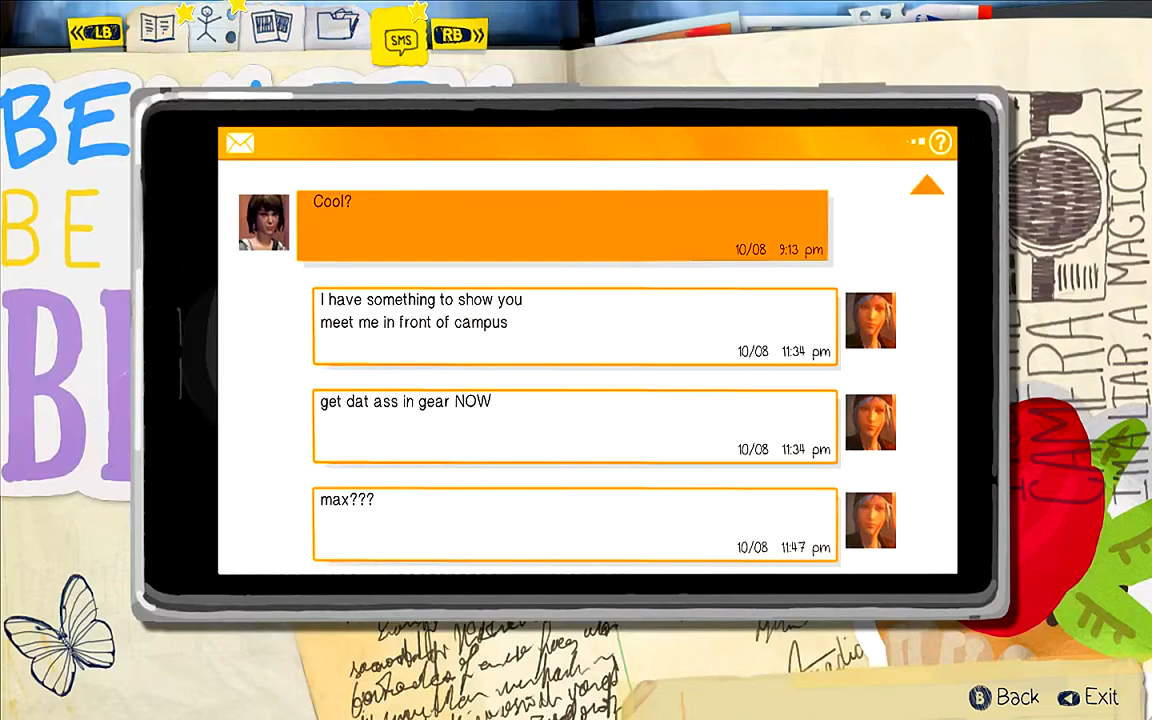 LB
SMS
RB
BE
BE
?
Cool?
10/08 9:13 pm
I have something to show you
meet me in front of campus
10/08 11:34 pm
get dat ass in gear NOW
10/08 11:34 pm
max???
10/08 11:47 pm
CAMERA
I'M A LIAR, A MAGICIAN
B Back
Exit